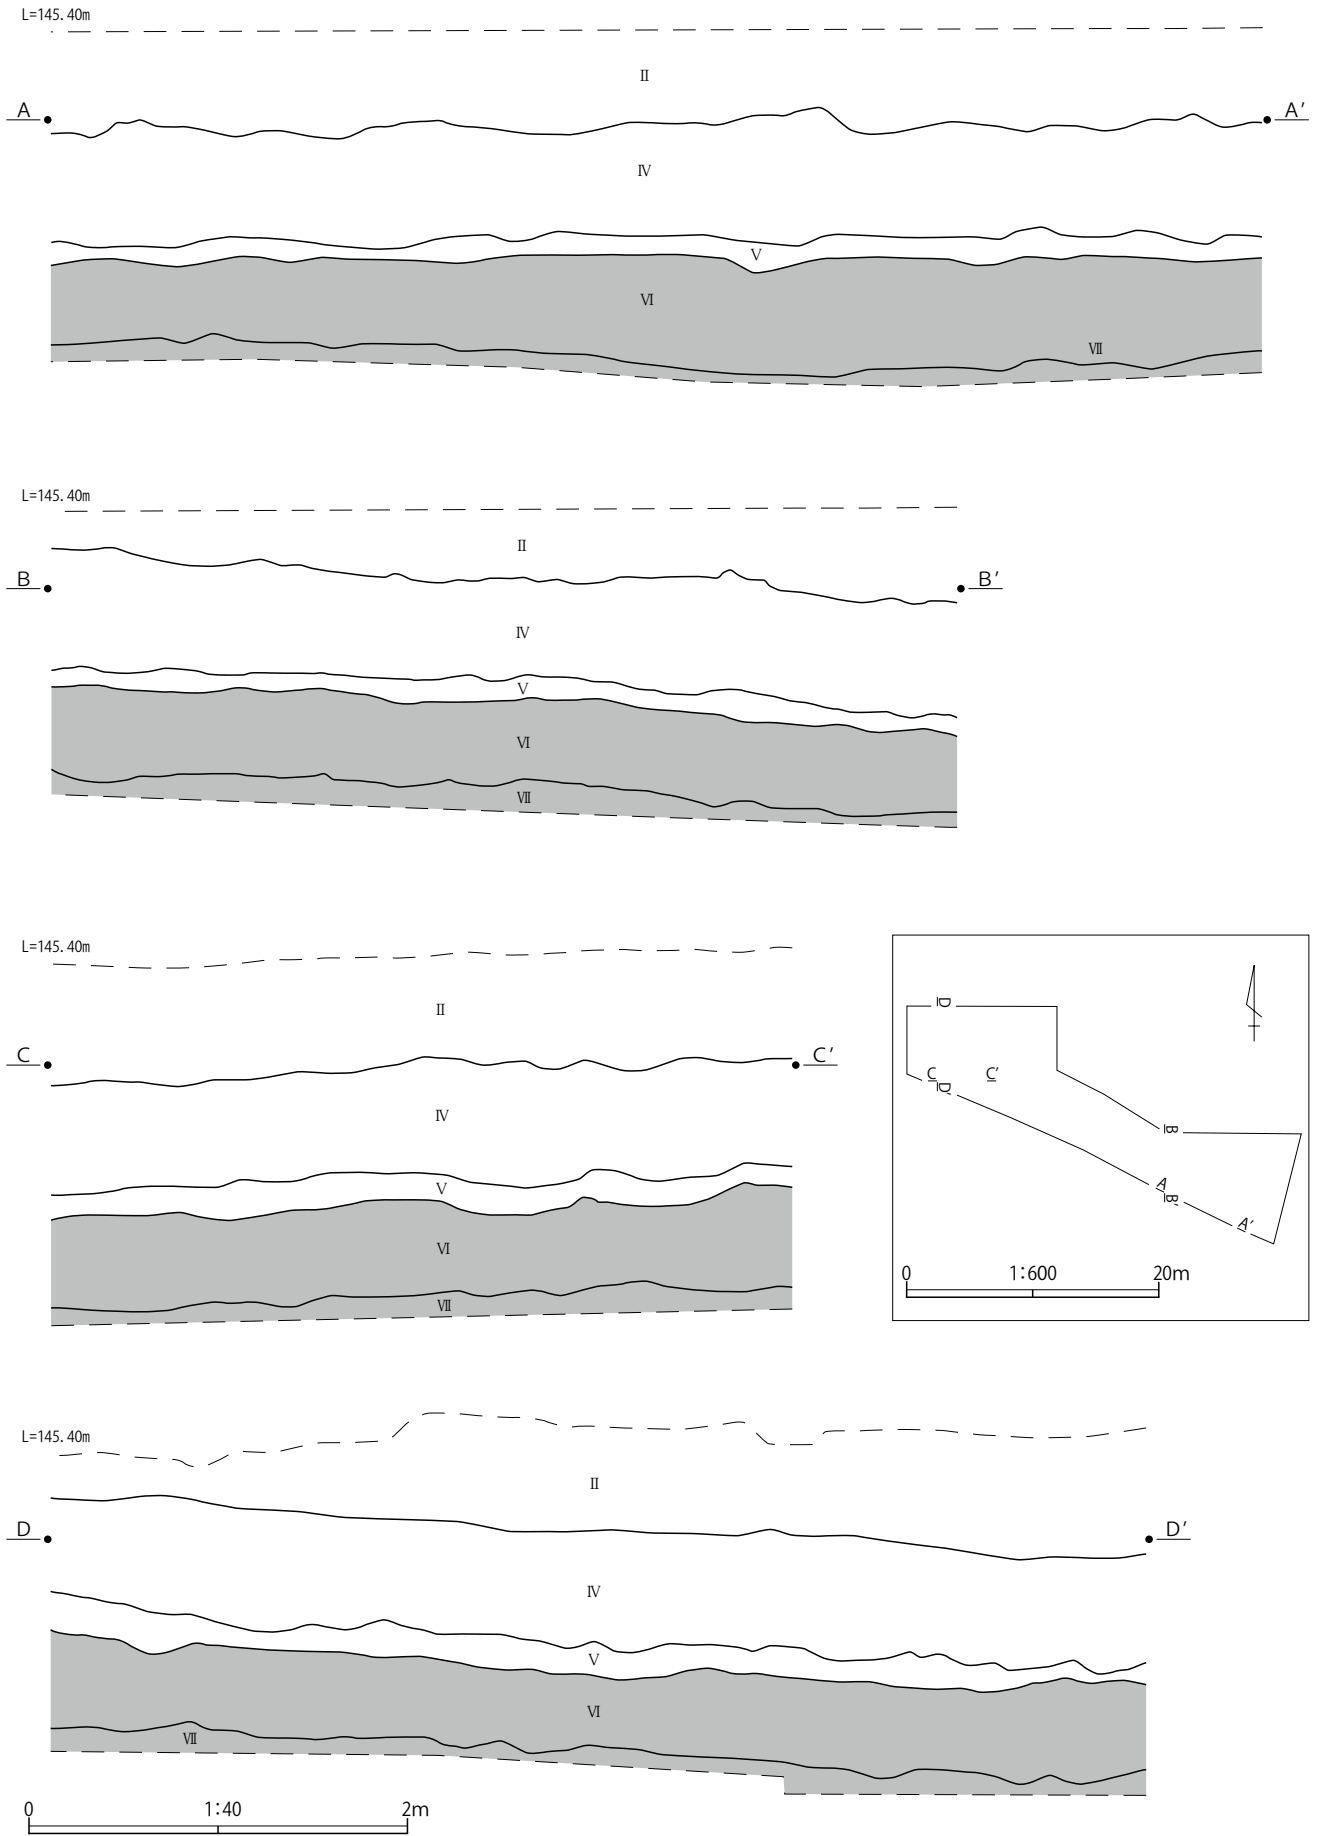 L=145.40m
Ⅱ
A A′
Ⅳ
Ⅴ
Ⅵ
Ⅶ
L=145.40m
Ⅱ
B B′
Ⅳ
Ⅴ
Ⅵ
Ⅶ
L=145.40m
Ⅱ
C C′
Ⅳ
Ⅴ
Ⅵ
Ⅶ
D
C C′
D′
B
A
B′
A′
0 1:600 20m
L=145.40m
Ⅱ
D D′
Ⅳ
Ⅴ
Ⅵ
Ⅶ
0 1:40 2m